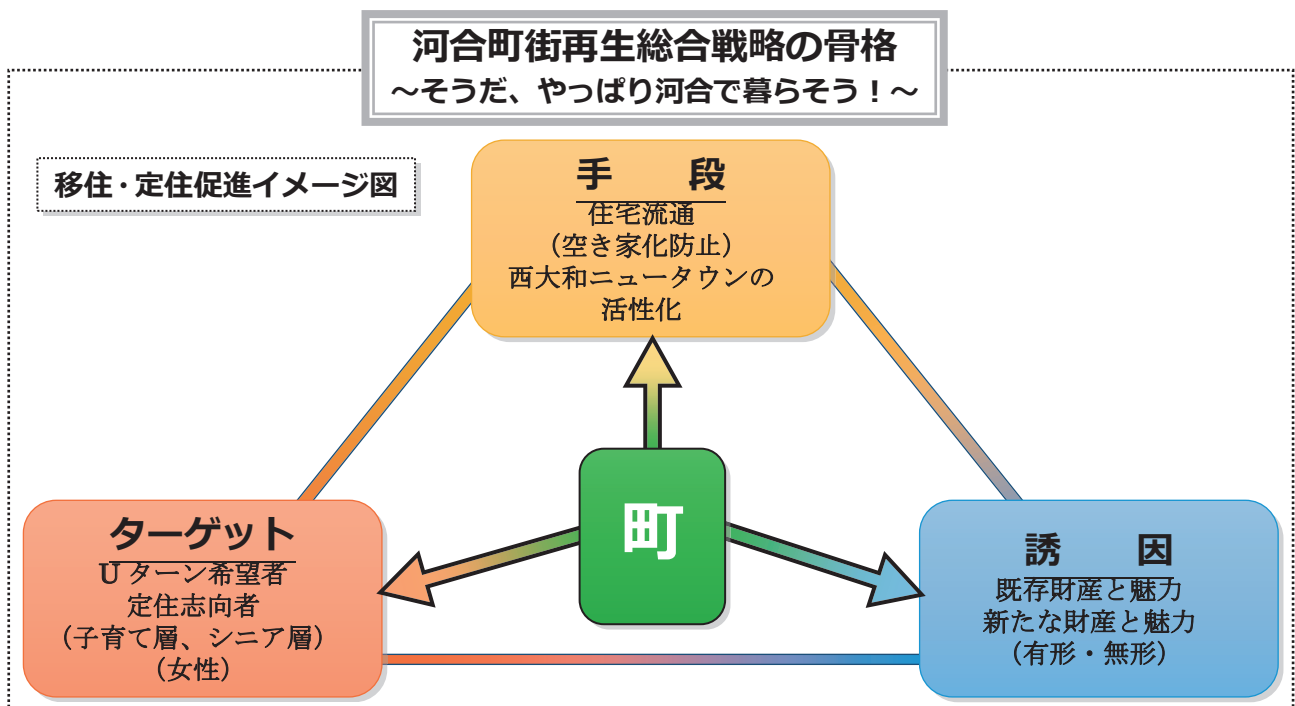 河合町街再生総合戦略の骨格
～そうだ、やっぱり河合で暮らそう！～
移住・定住促進イメージ図
手　段
住宅流通
（空き家化防止）
西大和ニュータウンの
活性化
町
ターゲット
Uターン希望者
定住志向者
（子育て層、シニア層）
（女性）
誘　因
既存財産と魅力
新たな財産と魅力
（有形・無形）